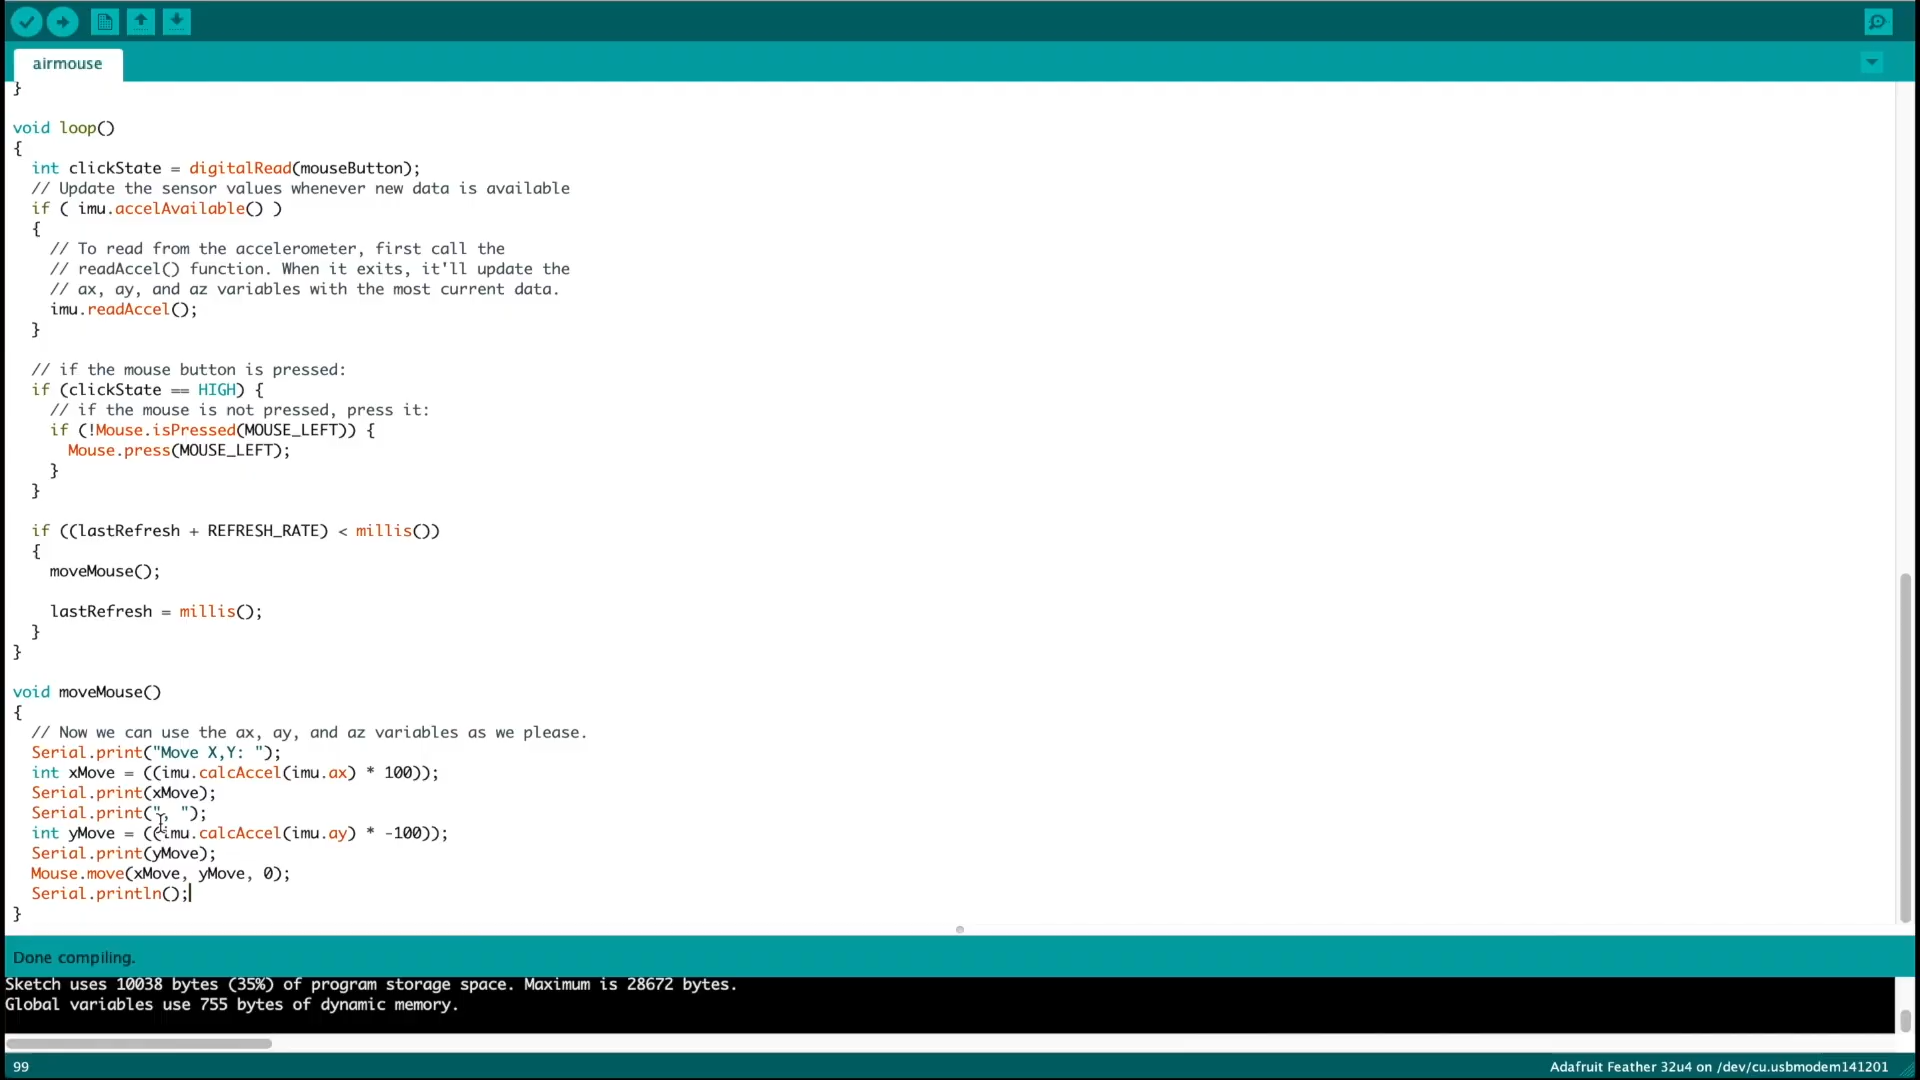 airmouse
}
void loop()
{
  int clickState = digitalRead(mouseButton);
  // Update the sensor values whenever new data is available
  if ( imu.accelAvailable() )
  {
    // To read from the accelerometer, first call the
    // readAccel() function. When it exits, it'll update the
    // ax, ay, and az variables with the most current data.
    imu.readAccel();
  }
  // if the mouse button is pressed:
  if (clickState == HIGH) {
    // if the mouse is not pressed, press it:
    if (!Mouse.isPressed(MOUSE_LEFT)) {
      Mouse.press(MOUSE_LEFT);
    }
  }
  if ((lastRefresh + REFRESH_RATE) < millis())
  {
    moveMouse();
    lastRefresh = millis();
  }
}
void moveMouse()
{
  // Now we can use the ax, ay, and az variables as we please.
  Serial.print("Move X,Y: ");
  int xMove = ((imu.calcAccel(imu.ax) * 100));
  Serial.print(xMove);
  Serial.print(", ");
  int yMove = ((imu.calcAccel(imu.ay) * -100));
  Serial.print(yMove);
  Mouse.move(xMove, yMove, 0);
  Serial.println();
}
Done compiling.
Sketch uses 10038 bytes (35%) of program storage space. Maximum is 28672 bytes.
Global variables use 755 bytes of dynamic memory.
99
Adafruit Feather 32u4 on /dev/cu.usbmodem141201